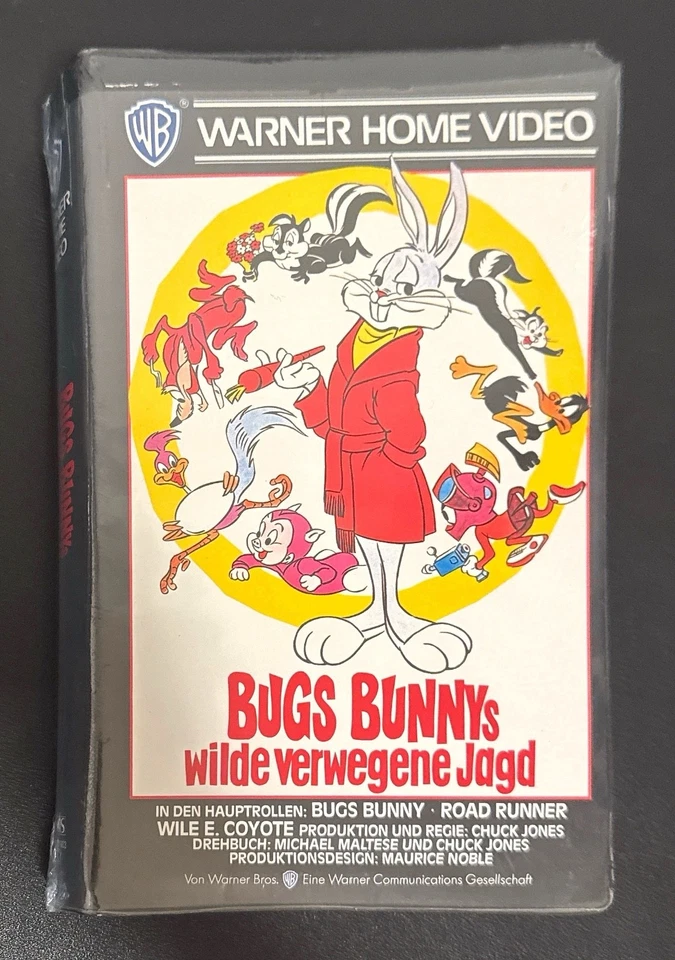 WB
WARNER HOME VIDEO
BUGS BUNNYs
wilde verwegene Jagd
IN DEN HAUPTROLLEN: BUGS BUNNY · ROAD RUNNER
WILE E. COYOTE PRODUKTION UND REGIE: CHUCK JONES
DREHBUCH: MICHAEL MALTESE UND CHUCK JONES
PRODUKTIONSDESIGN: MAURICE NOBLE
Von Warner Bros. WB Eine Warner Communications Gesellschaft
BUGS BUNNYs